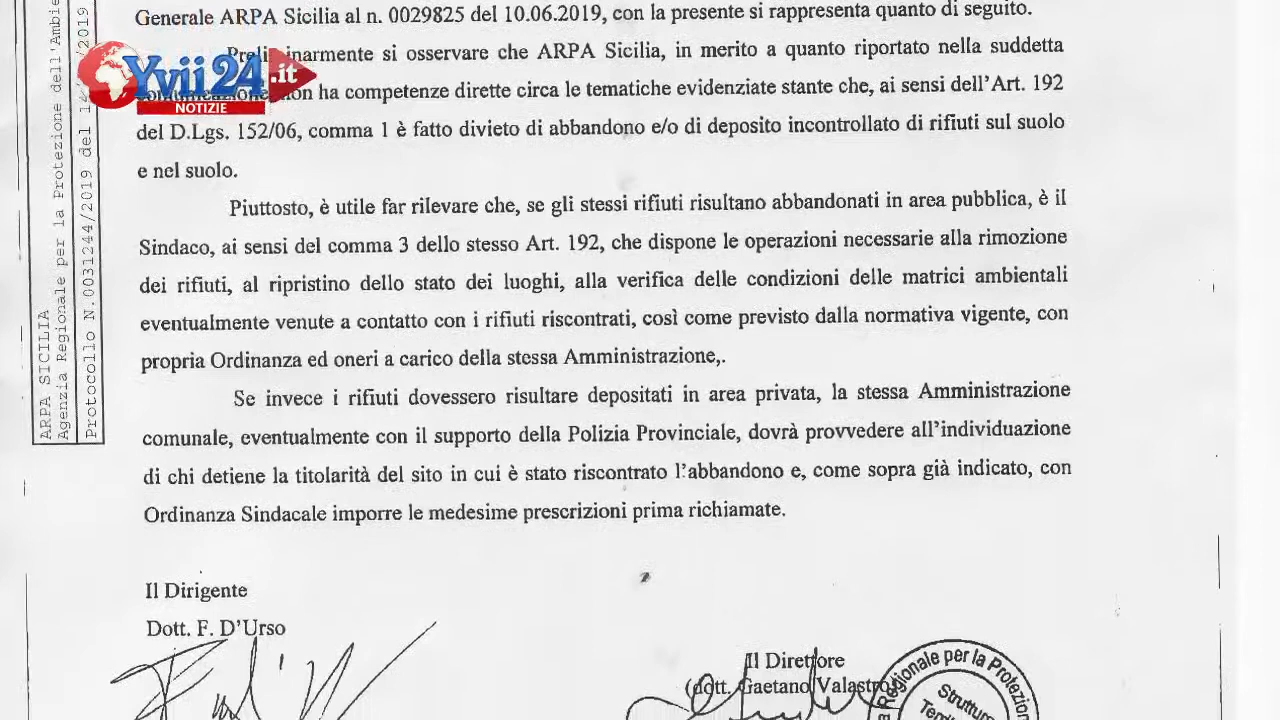 Generale ARPA Sicilia al n. 0029825 del 10.06.2019, con la presente si rappresenta quanto di seguito.
Preliminarmente si osservare che ARPA Sicilia, in merito a quanto riportato nella suddetta
non ha competenze dirette circa le tematiche evidenziate stante che, ai sensi dell'Art. 192
del D.Lgs. 152/06, comma 1 è fatto divieto di abbandono e/o di deposito incontrollato di rifiuti sul suolo
e nel suolo.
Piuttosto, è utile far rilevare che, se gli stessi rifiuti risultano abbandonati in area pubblica, è il
Sindaco, ai sensi del comma 3 dello stesso Art. 192, che dispone le operazioni necessarie alla rimozione
dei rifiuti, al ripristino dello stato dei luoghi, alla verifica delle condizioni delle matrici ambientali
eventualmente venute a contatto con i rifiuti riscontrati, così come previsto dalla normativa vigente, con
propria Ordinanza ed oneri a carico della stessa Amministrazione,.
Se invece i rifiuti dovessero risultare depositati in area privata, la stessa Amministrazione
comunale, eventualmente con il supporto della Polizia Provinciale, dovrà provvedere all'individuazione
di chi detiene la titolarità del sito in cui è stato riscontrato l'abbandono e, come sopra già indicato, con
Ordinanza Sindacale imporre le medesime prescrizioni prima richiamate.
Il Dirigente
Dott. F. D'Urso
Il Direttore
(dott. Gaetano Valastro)
Regionale per la Protezione
Struttura
ARPA SICILIA
Agenzia Regionale per la Protezione dell'Ambie
Protocollo N.0031244/2019 del
Yvii24.it
NOTIZIE